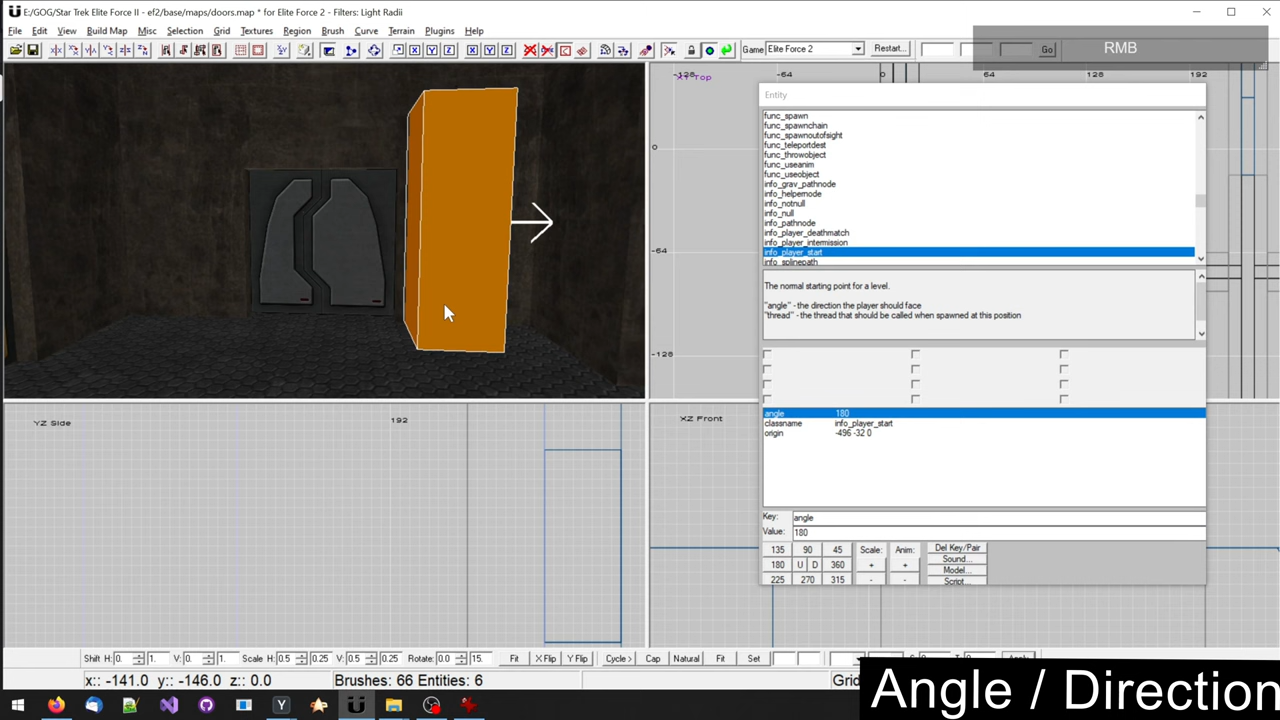 E:/GOG/Star Trek Elite Force II - ef2/base/maps/doors.map * for Elite Force 2 - Filters: Light Radii
File Edit View Build Map Misc Selection Grid Textures Region Brush Curve Terrain Plugins Help
Game Elite Force 2 Restart... Go
RMB
-128 XY Top -64 0 64 128 192
0
-64
-128
Entity
func_spawn
func_spawnchain
func_spawnoutofsight
func_teleportdest
func_throwobject
func_useanim
func_useobject
info_grav_pathnode
info_helpernode
info_notnull
info_null
info_pathnode
info_player_deathmatch
info_player_intermission
info_player_start
info_splinepath
The normal starting point for a level.
"angle" - the direction the player should face
"thread" - the thread that should be called when spawned at this position
angle 180
classname info_player_start
origin -496 -32 0
Key: angle
Value: 180
135 90 45 Scale: Anim: Del Key/Pair
180 U D 360 + + Sound...
Model...
225 270 315 - - Script...
YZ Side 192
XZ Front
Shift H: 0. 1. V: 0. 1. Scale H: 0.5 0.25 V: 0.5 0.25 Rotate: 0.0 15. Fit X Flip Y Flip Cycle > Cap Natural Fit Set
x:: -141.0 y:: -146.0 z:: 0.0 Brushes: 66 Entities: 6 Grid
Angle / Direction